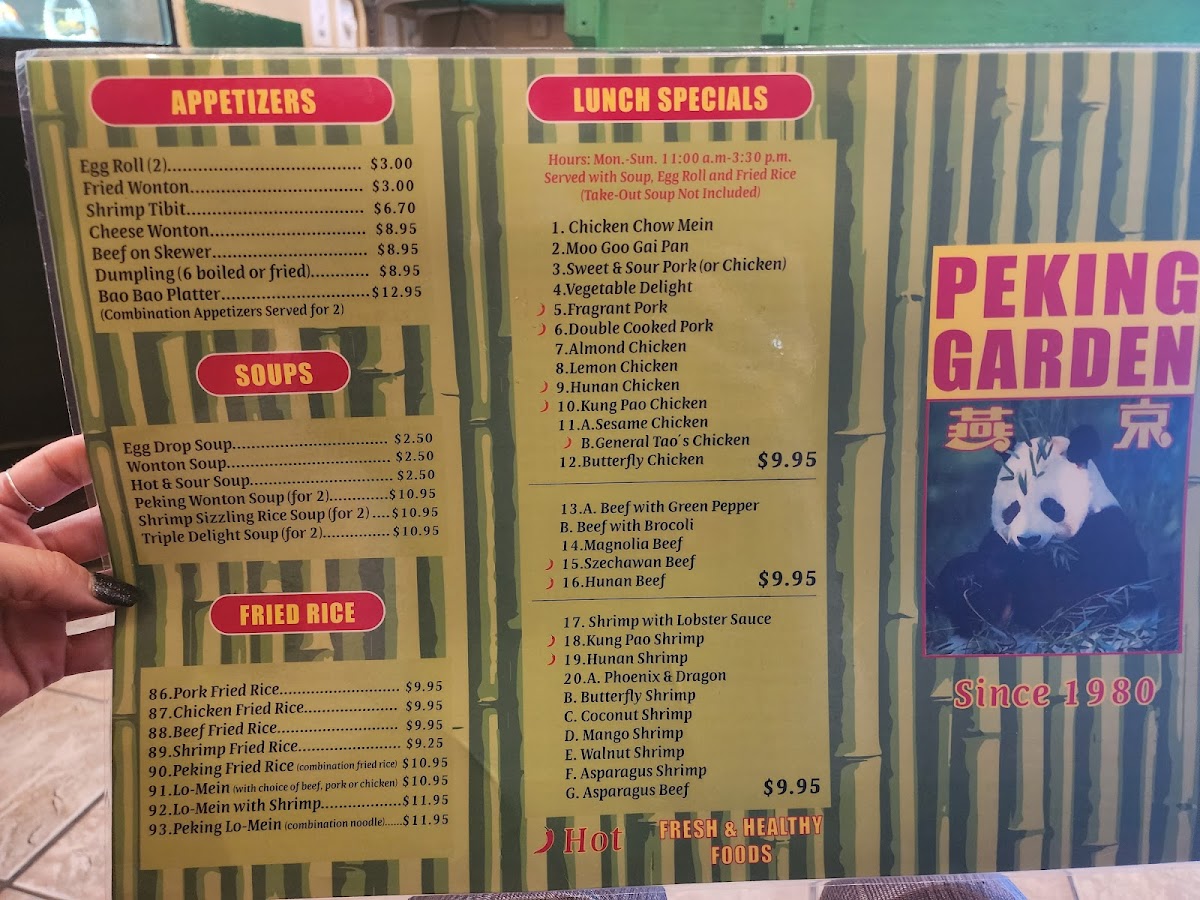 APPETIZERS
Egg Roll (2)........................................ $3.00
Fried Wonton.................................... $3.00
Shrimp Tibit..................................... $6.70
Cheese Wonton................................ $8.95
Beef on Skewer................................ $8.95
Dumpling (6 boiled or fried)............ $8.95
Bao Bao Platter...............................$12.95
(Combination Appetizers Served for 2)
SOUPS
Egg Drop Soup................................ $2.50
Wonton Soup................................. $2.50
Hot & Sour Soup............................. $2.50
Peking Wonton Soup (for 2).............$10.95
Shrimp Sizzling Rice Soup (for 2) ....$10.95
Triple Delight Soup (for 2)............... $10.95
FRIED RICE
86.Pork Fried Rice.......................... $9.95
87.Chicken Fried Rice..................... $9.95
88.Beef Fried Rice........................... $9.95
89.Shrimp Fried Rice....................... $9.25
90.Peking Fried Rice (combination fried rice) $10.95
91.Lo-Mein (with choice of beef, pork or chicken) $10.95
92.Lo-Mein with Shrimp..................$11.95
93.Peking Lo-Mein (combination noodle)......$11.95
LUNCH SPECIALS
Hours: Mon.-Sun. 11:00 a.m-3:30 p.m.
Served with Soup, Egg Roll and Fried Rice
(Take-Out Soup Not Included)
1. Chicken Chow Mein
2.Moo Goo Gai Pan
3.Sweet & Sour Pork (or Chicken)
4.Vegetable Delight
5.Fragrant Pork
6.Double Cooked Pork
7.Almond Chicken
8.Lemon Chicken
9.Hunan Chicken
10.Kung Pao Chicken
11.A.Sesame Chicken
B.General Tao's Chicken
12.Butterfly Chicken $9.95
13.A. Beef with Green Pepper
B. Beef with Brocoli
14.Magnolia Beef
15.Szechawan Beef
16.Hunan Beef $9.95
17. Shrimp with Lobster Sauce
18.Kung Pao Shrimp
19.Hunan Shrimp
20.A. Phoenix & Dragon
B. Butterfly Shrimp
C. Coconut Shrimp
D. Mango Shrimp
E. Walnut Shrimp
F. Asparagus Shrimp
G. Asparagus Beef $9.95
Hot
FRESH & HEALTHY
FOODS
PEKING
GARDEN
燕 京
Since 1980